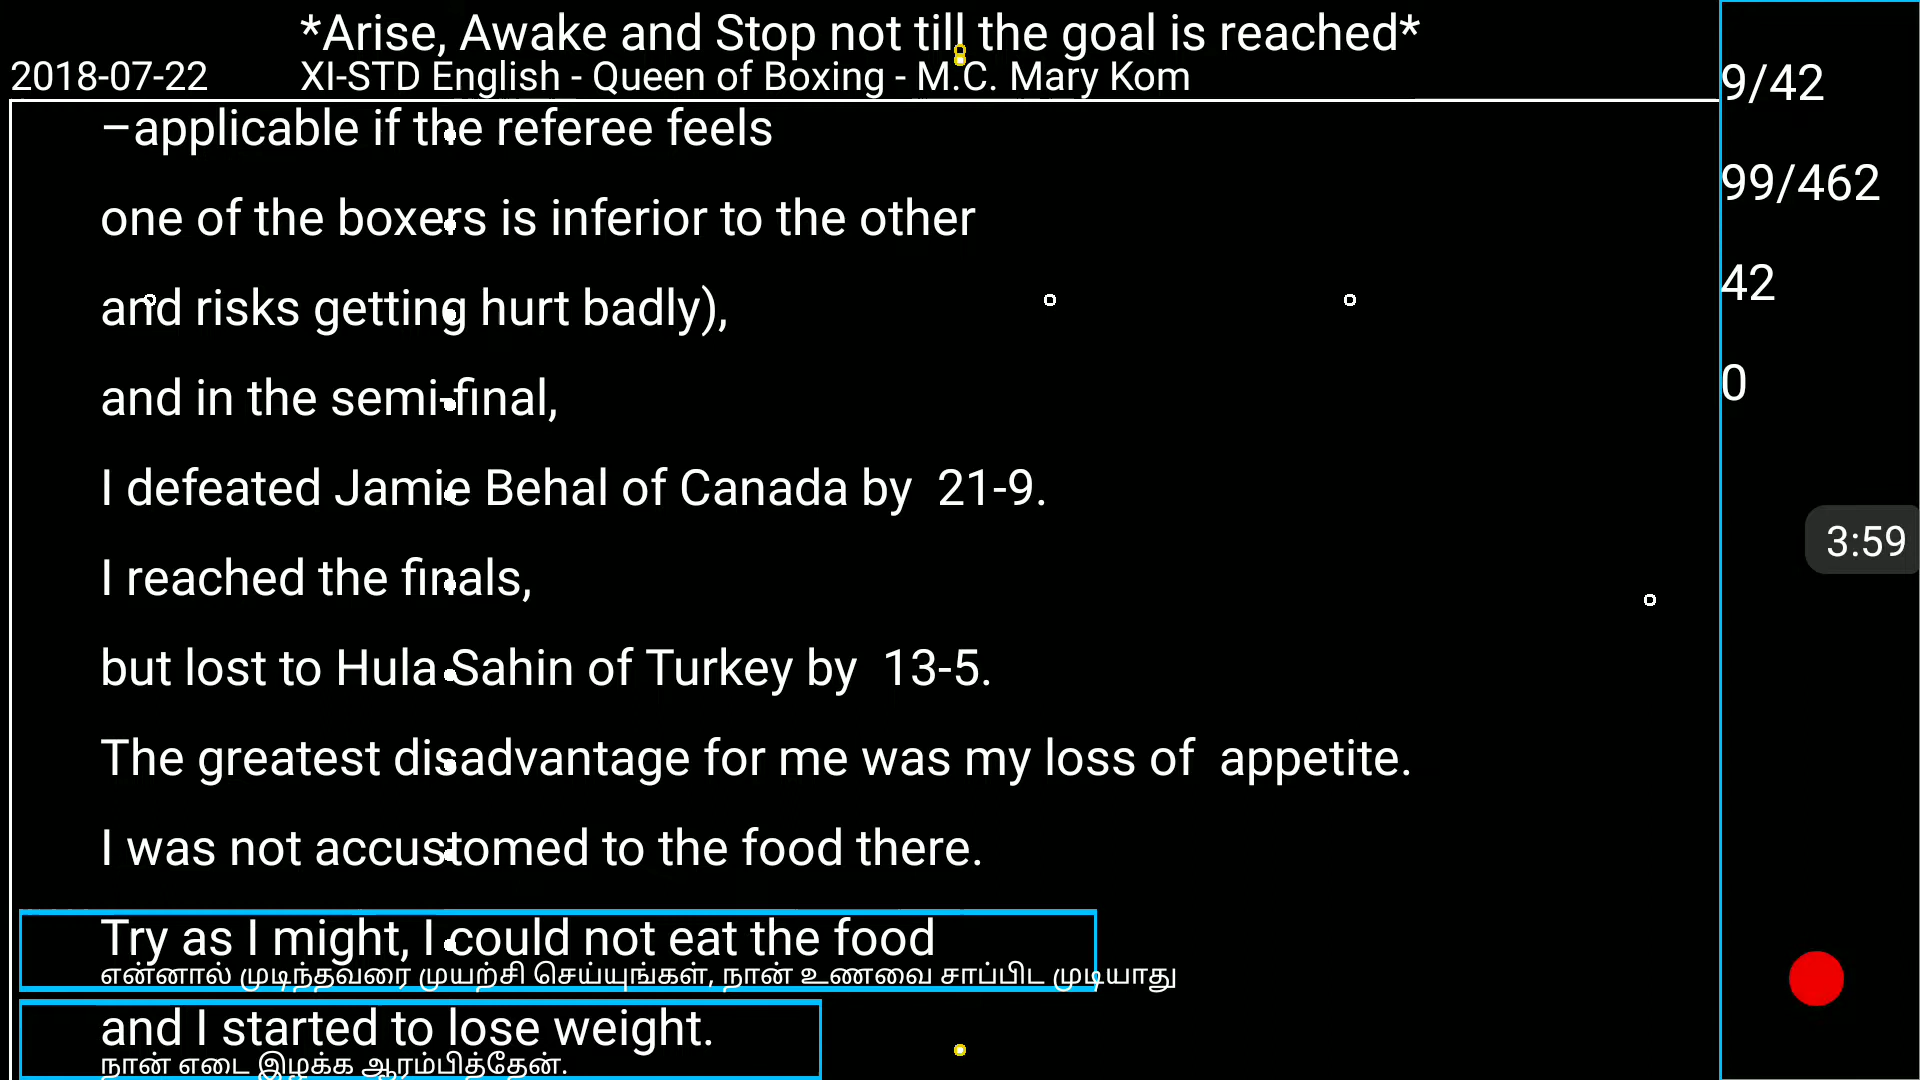 *Arise, Awake and Stop not till the goal is reached*
2018-07-22 XI-STD English - Queen of Boxing - M.C. Mary Kom
9/42
–applicable if the referee feels
99/462
one of the boxers is inferior to the other
42
and risks getting hurt badly),
0
and in the semi-final,
I defeated Jamie Behal of Canada by 21-9.
3:59
I reached the finals,
but lost to Hula Sahin of Turkey by 13-5.
The greatest disadvantage for me was my loss of appetite.
I was not accustomed to the food there.
Try as I might, I could not eat the food
என்னால் முடிந்தவரை முயற்சி செய்யுங்கள், நான் உணவை சாப்பிட முடியாது
and I started to lose weight.
நான் எடை இழக்க ஆரம்பித்தேன்.